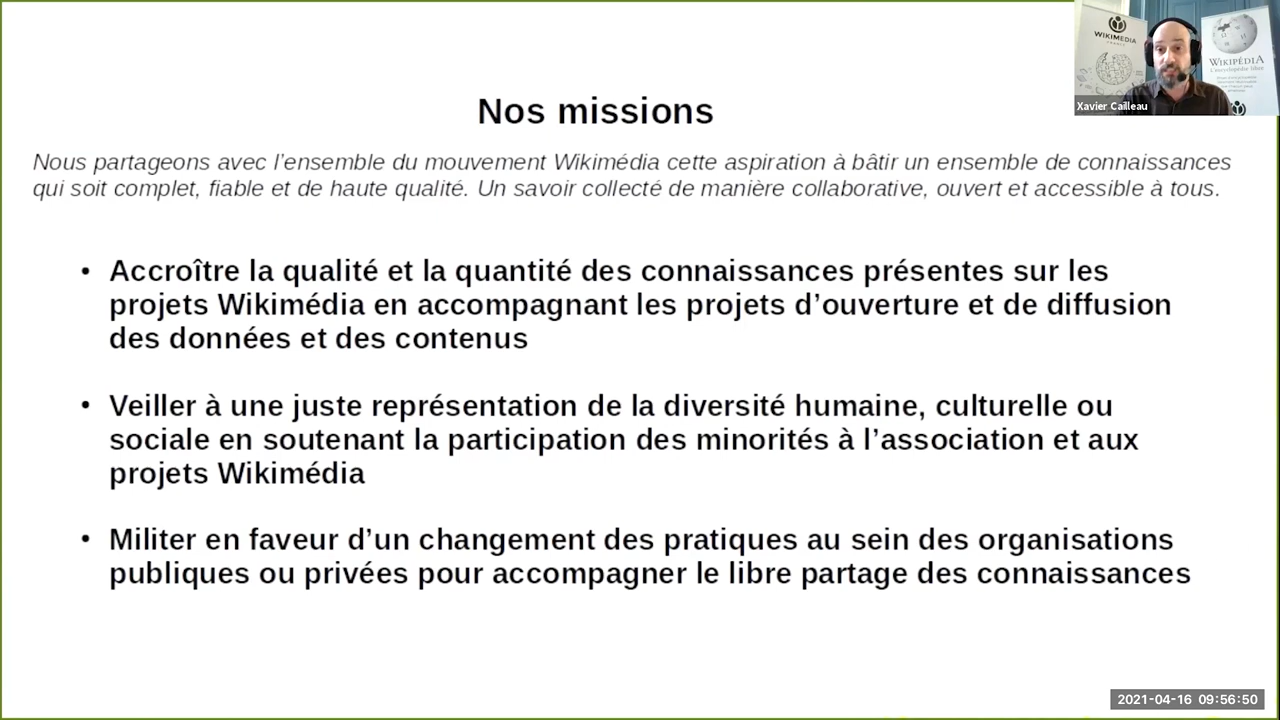 Nos missions
Nous partageons avec l’ensemble du mouvement Wikimédia cette aspiration à bâtir un ensemble de connaissances
qui soit complet, fiable et de haute qualité. Un savoir collecté de manière collaborative, ouvert et accessible à tous.
• Accroître la qualité et la quantité des connaissances présentes sur les
projets Wikimédia en accompagnant les projets d’ouverture et de diffusion
des données et des contenus
• Veiller à une juste représentation de la diversité humaine, culturelle ou
sociale en soutenant la participation des minorités à l’association et aux
projets Wikimédia
• Militer en faveur d’un changement des pratiques au sein des organisations
publiques ou privées pour accompagner le libre partage des connaissances
WIKIMEDIA
FRANCE
WIKIPÉDIA
L'encyclopédie libre
Xavier Cailleau
2021-04-16 09:56:50